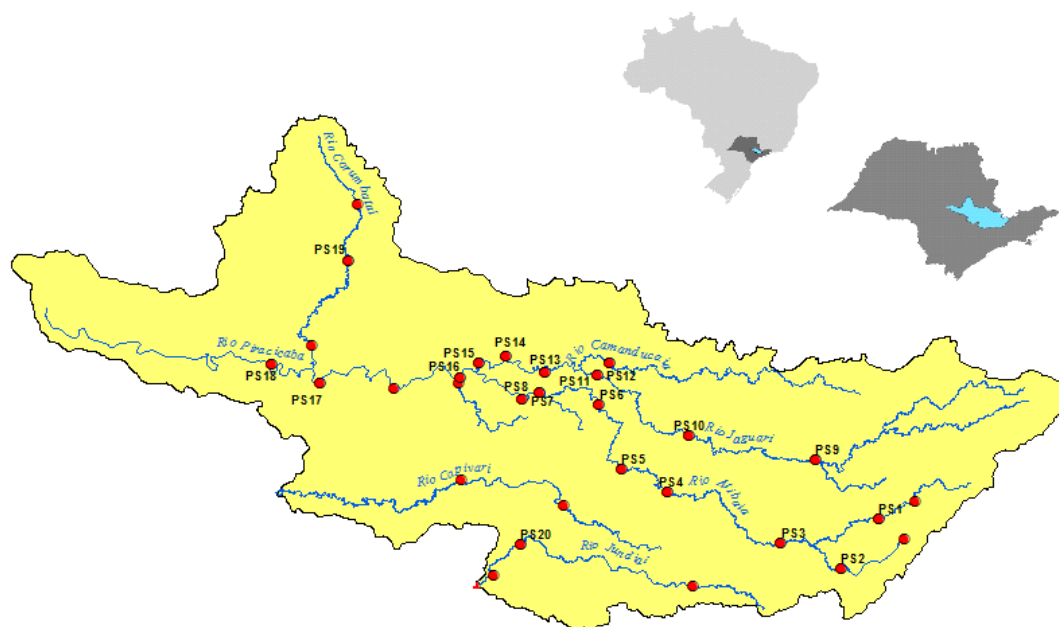 Rio Corumbataí
PS19
Rio Piracicaba
PS18
PS17
PS16
PS15
PS14
PS13
Rio Camanducaia
PS11
PS12
PS8
PS7
PS6
PS10
Rio Jaguari
PS9
PS5
PS4
Rio Atibaia
Rio Capivari
PS1
PS3
PS2
PS20
Rio Jundiaí